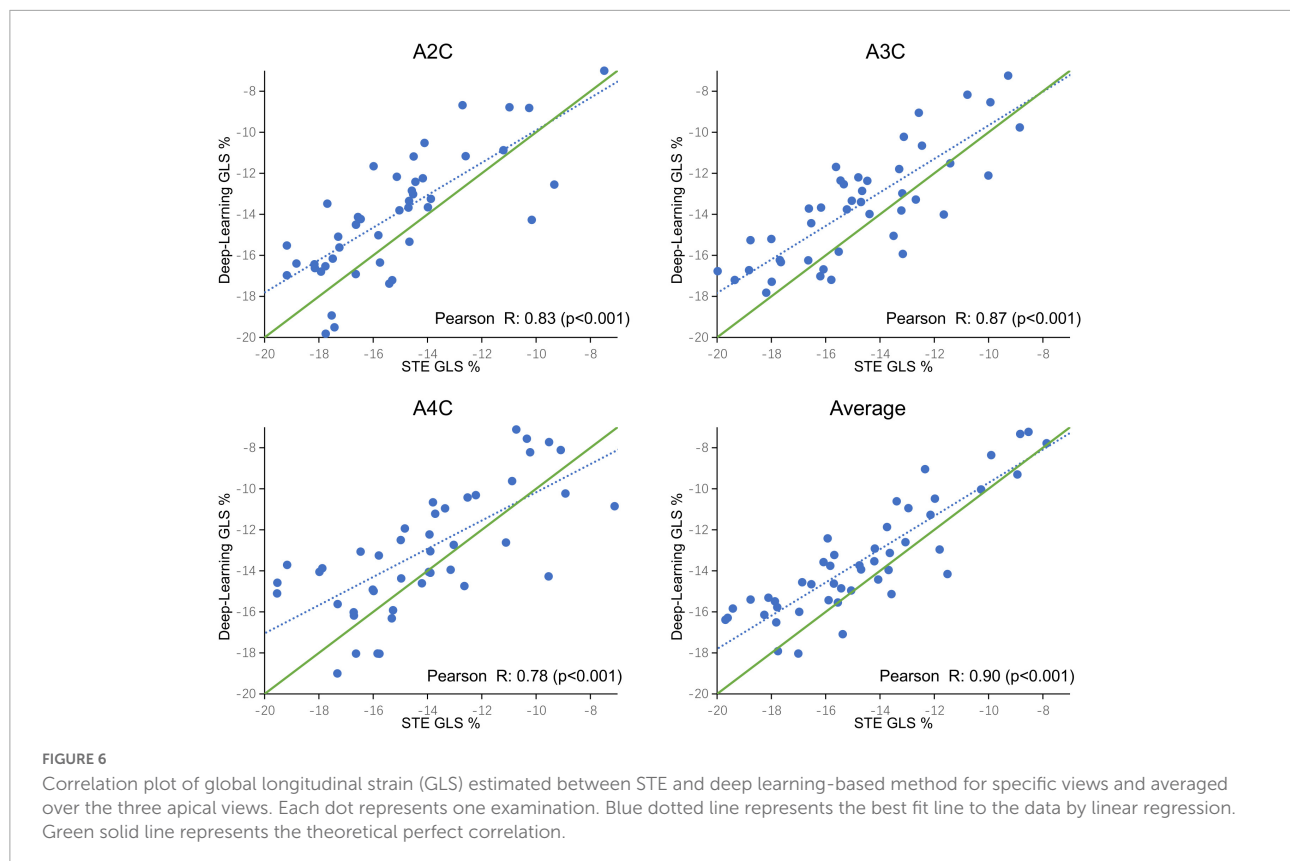 A2C
Deep-Learning GLS %
-8
-10
-12
-14
-16
-18
-20
Pearson R: 0.83 (p<0.001)
-20 -18 -16 -14 -12 -10 -8
STE GLS %
A3C
Deep-Learning GLS %
-8
-10
-12
-14
-16
-18
-20
Pearson R: 0.87 (p<0.001)
-20 -18 -16 -14 -12 -10 -8
STE GLS %
A4C
Deep-Learning GLS %
-8
-10
-12
-14
-16
-18
-20
Pearson R: 0.78 (p<0.001)
-20 -18 -16 -14 -12 -10 -8
STE GLS %
Average
Deep-Learning GLS %
-8
-10
-12
-14
-16
-18
-20
Pearson R: 0.90 (p<0.001)
-20 -18 -16 -14 -12 -10 -8
STE GLS %
FIGURE 6
Correlation plot of global longitudinal strain (GLS) estimated between STE and deep learning-based method for specific views and averaged
over the three apical views. Each dot represents one examination. Blue dotted line represents the best fit line to the data by linear regression.
Green solid line represents the theoretical perfect correlation.